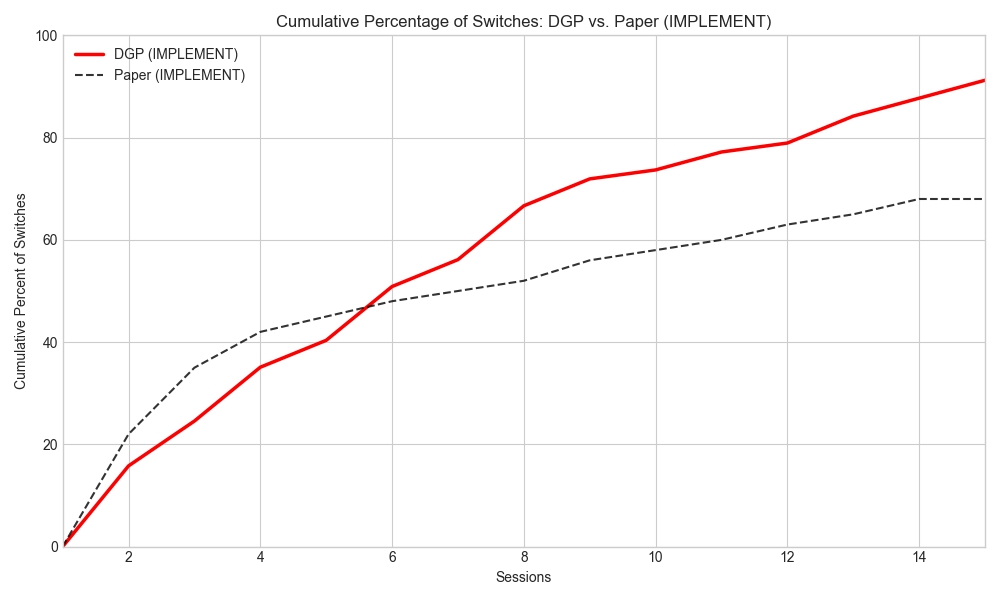 Cumulative Percentage of Switches: DGP vs. Paper (IMPLEMENT)
DGP (IMPLEMENT)
Paper (IMPLEMENT)
Cumulative Percent of Switches
100
80
60
40
20
0
2 4 6 8 10 12 14
Sessions